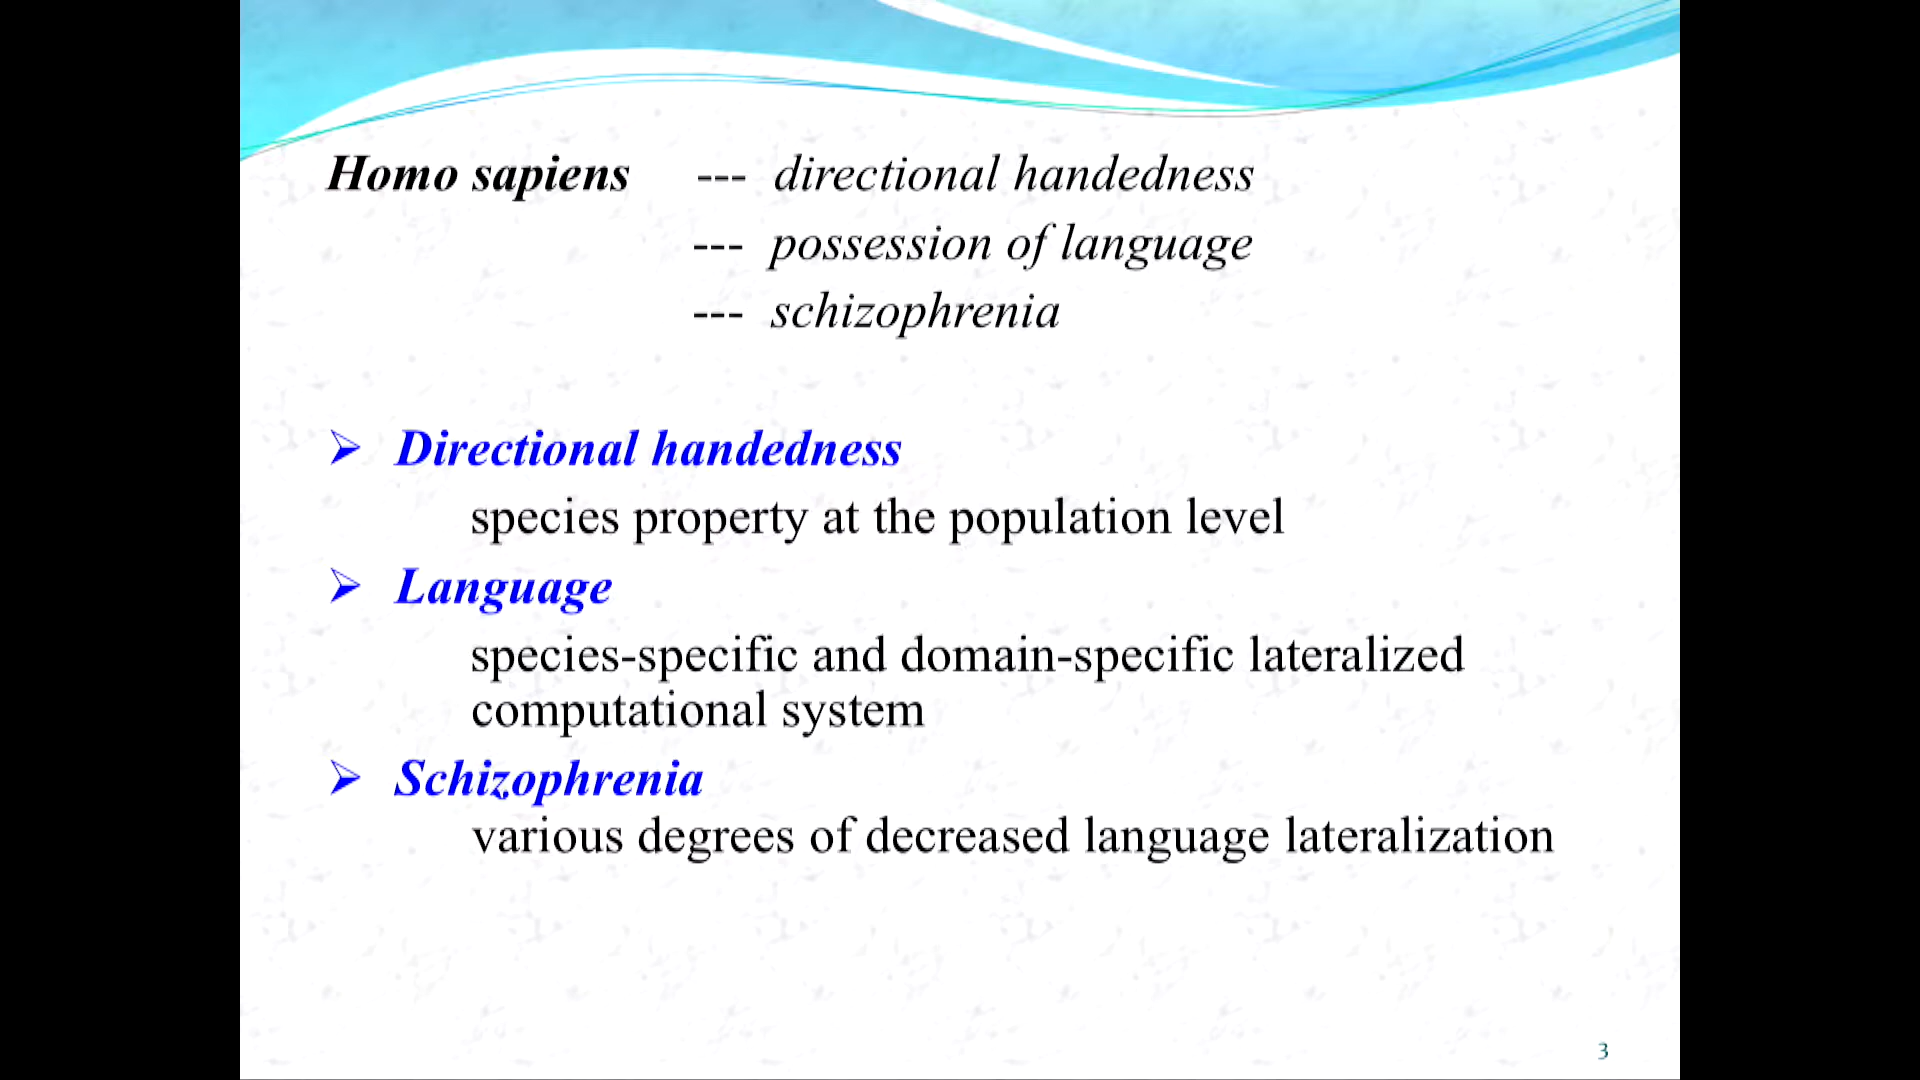 Homo sapiens --- directional handedness
--- possession of language
--- schizophrenia
➢ Directional handedness
species property at the population level
➢ Language
species-specific and domain-specific lateralized
computational system
➢ Schizophrenia
various degrees of decreased language lateralization
3